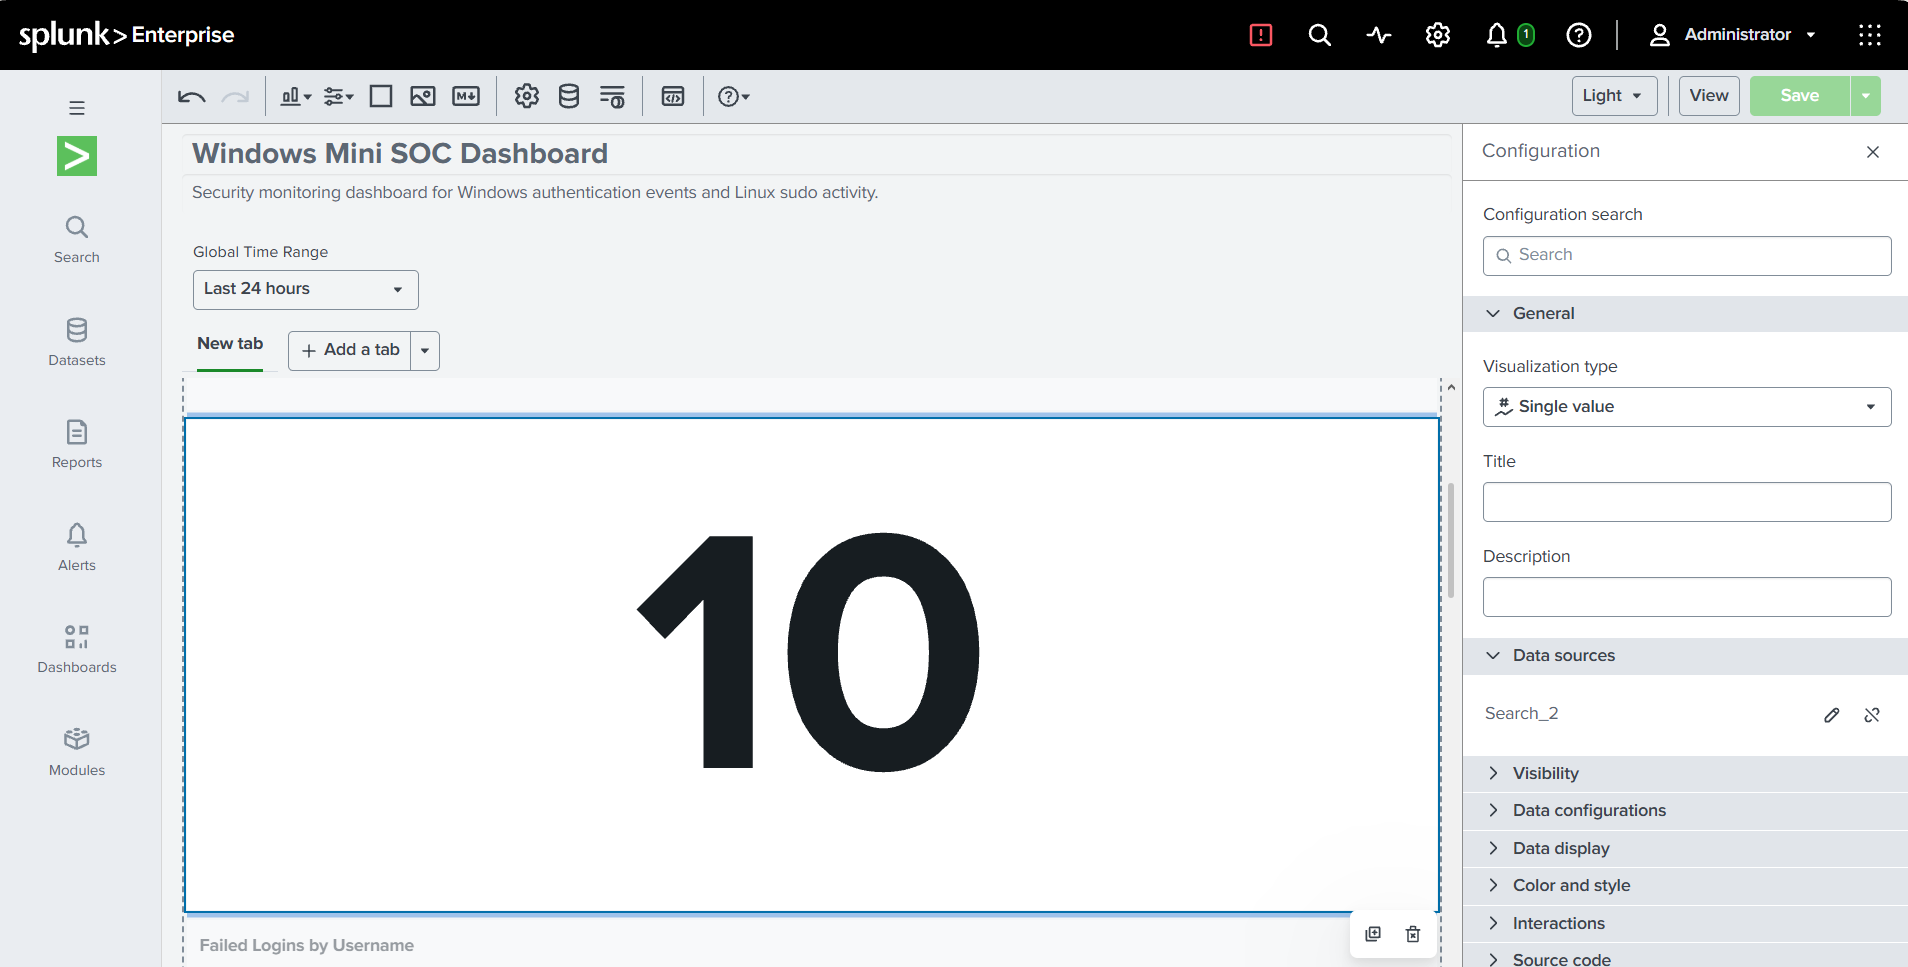 splunk>Enterprise
1
Administrator
Light
View
Save
Windows Mini SOC Dashboard
Security monitoring dashboard for Windows authentication events and Linux sudo activity.
Global Time Range
Last 24 hours
New tab
Add a tab
10
Failed Logins by Username
Search
Datasets
Reports
Alerts
Dashboards
Modules
Configuration
Configuration search
Search
General
Visualization type
Single value
Title
Description
Data sources
Search_2
Visibility
Data configurations
Data display
Color and style
Interactions
Source code